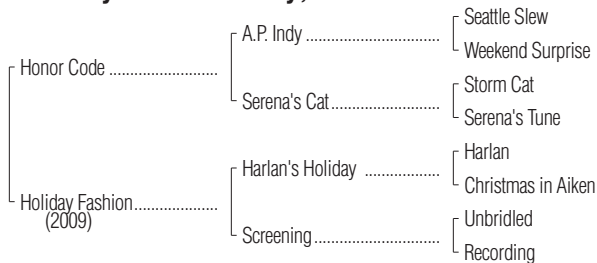 Seattle Slew
A.P. Indy ..............................
Weekend Surprise
Honor Code ........................
Storm Cat
Serena's Cat........................
Serena's Tune
Harlan
Harlan's Holiday .................
Christmas in Aiken
Holiday Fashion...................
(2009)
Unbridled
Screening............................
Recording